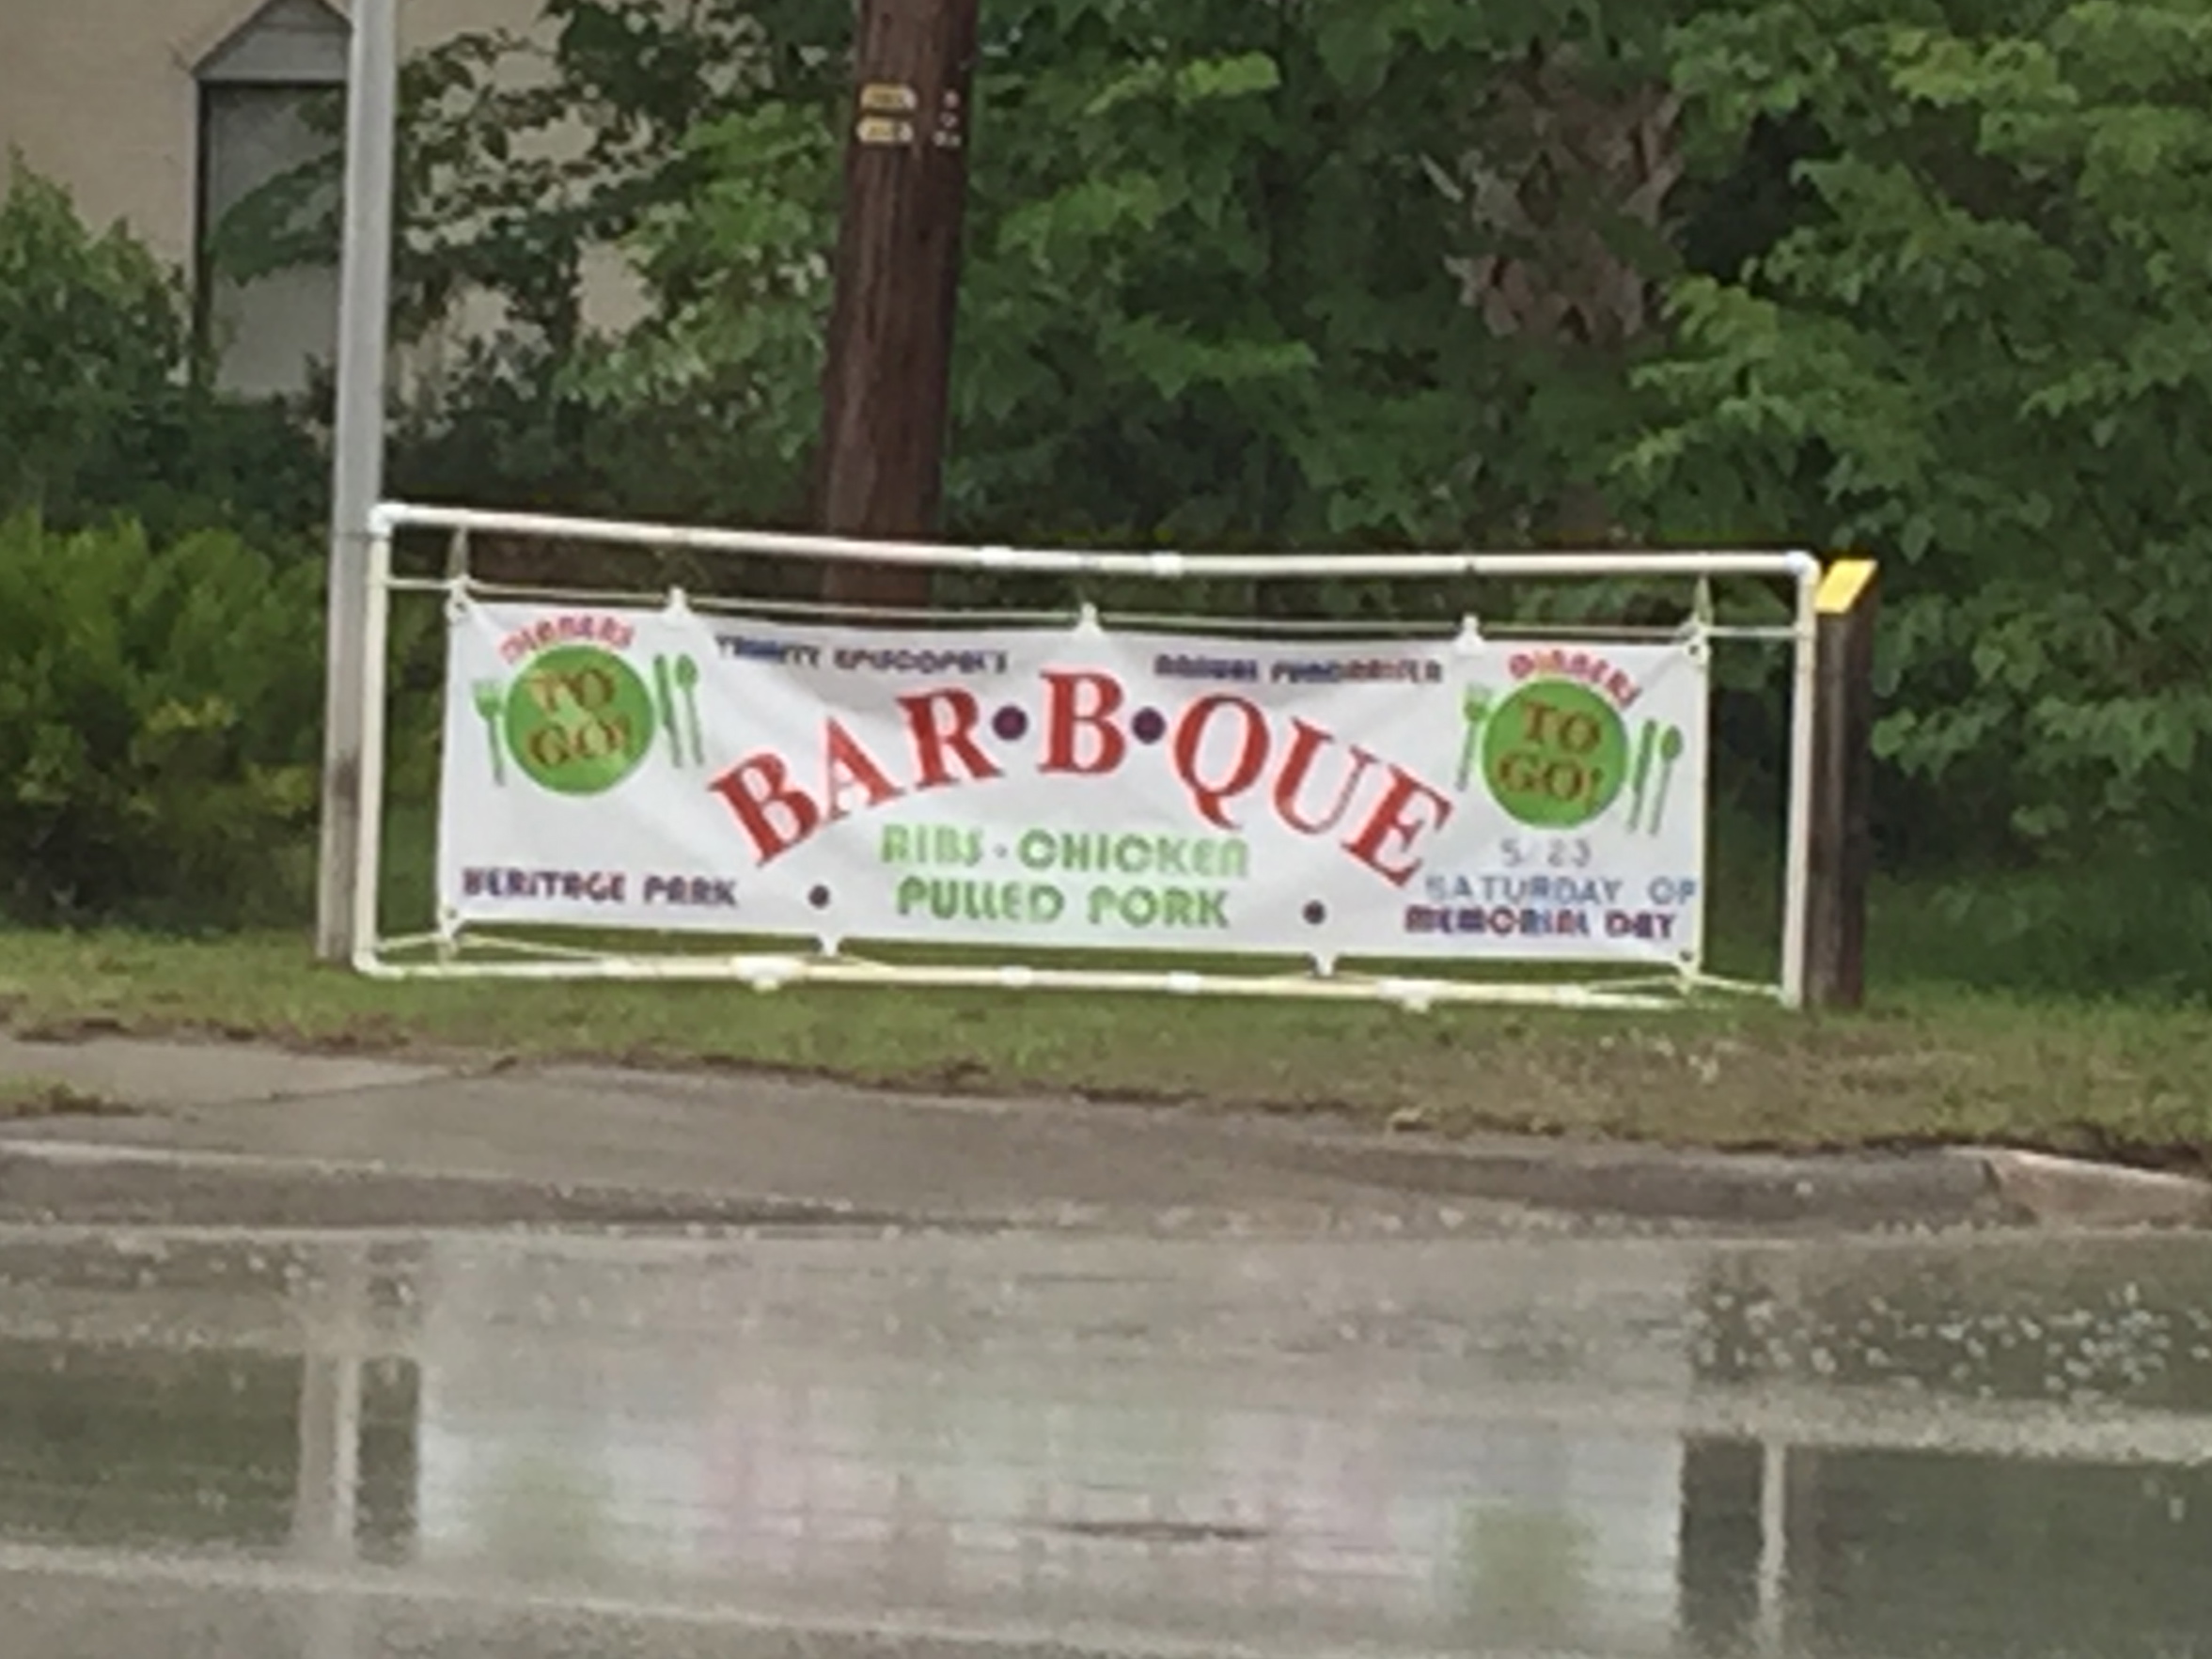 DINNERS
TO
GO!
TRINITY EPISCOPAL'S
ANNUAL FUNDRAISER
BAR•B•QUE
DINNERS
TO
GO!
RIBS • CHICKEN
PULLED PORK
HERITAGE PARK
5/23
SATURDAY OF
MEMORIAL DAY